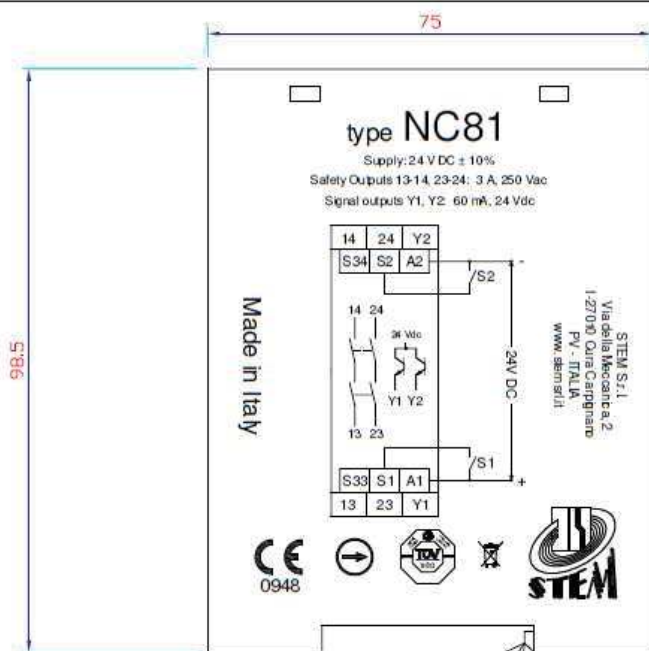 75
98.5
type NC81
Supply: 24 V DC ± 10%
Safety Outputs 13-14, 23-24: 3 A, 250 Vac
Signal outputs Y1, Y2: 60 mA, 24 Vdc
14 24 Y2
S34 S2 A2
-
S2
14 24
24 Vdc
Y1 Y2
13 23
24V DC
S1
S33 S1 A1
+
13 23 Y1
Made in Italy
STEM S.r.l.
Via della Meccanica, 2
I-27010 Cura Carpignano
PV - ITALIA
www.stemsrl.it
CE
0948
TÜV
SÜD
STEM